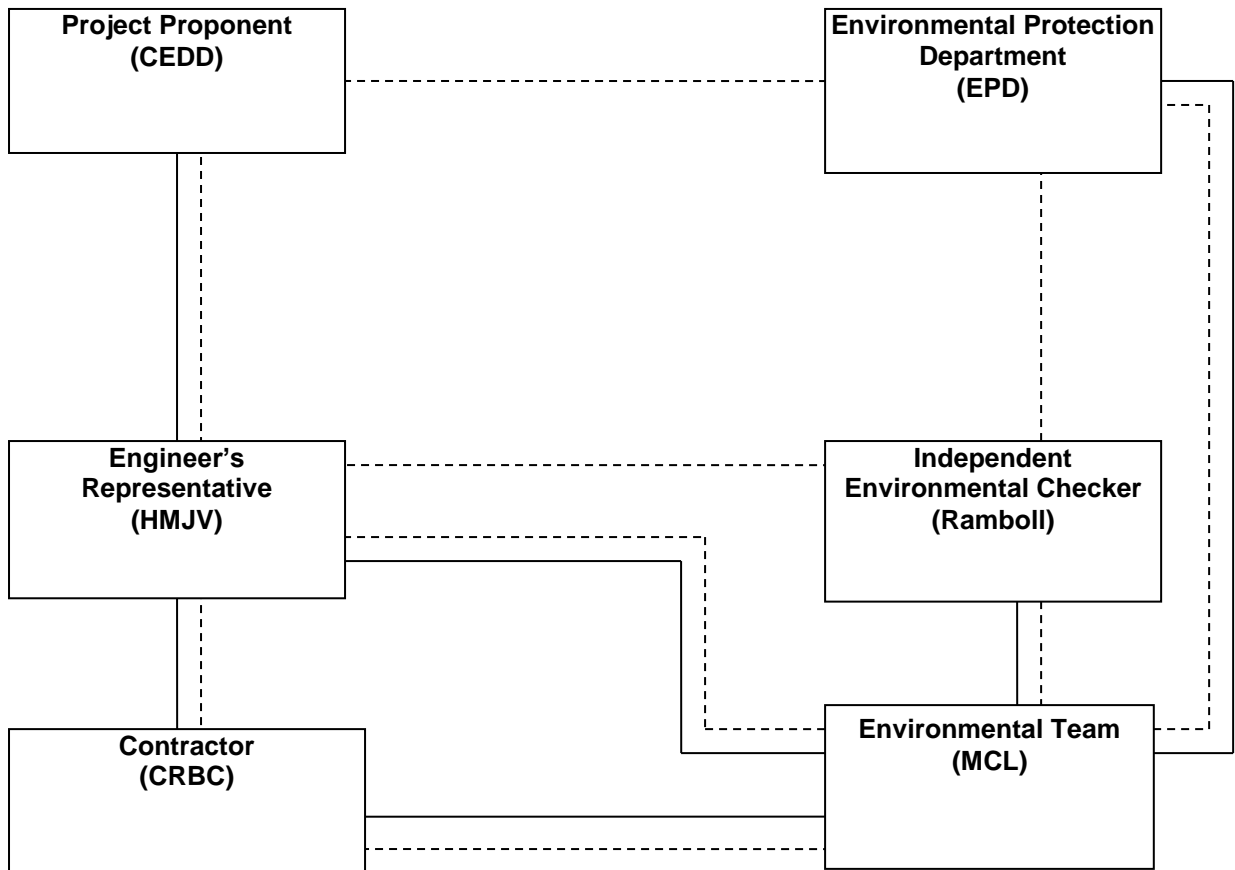 Project Proponent
(CEDD)
Environmental Protection
Department
(EPD)
Engineer’s
Representative
(HMJV)
Independent
Environmental Checker
(Ramboll)
Contractor
(CRBC)
Environmental Team
(MCL)